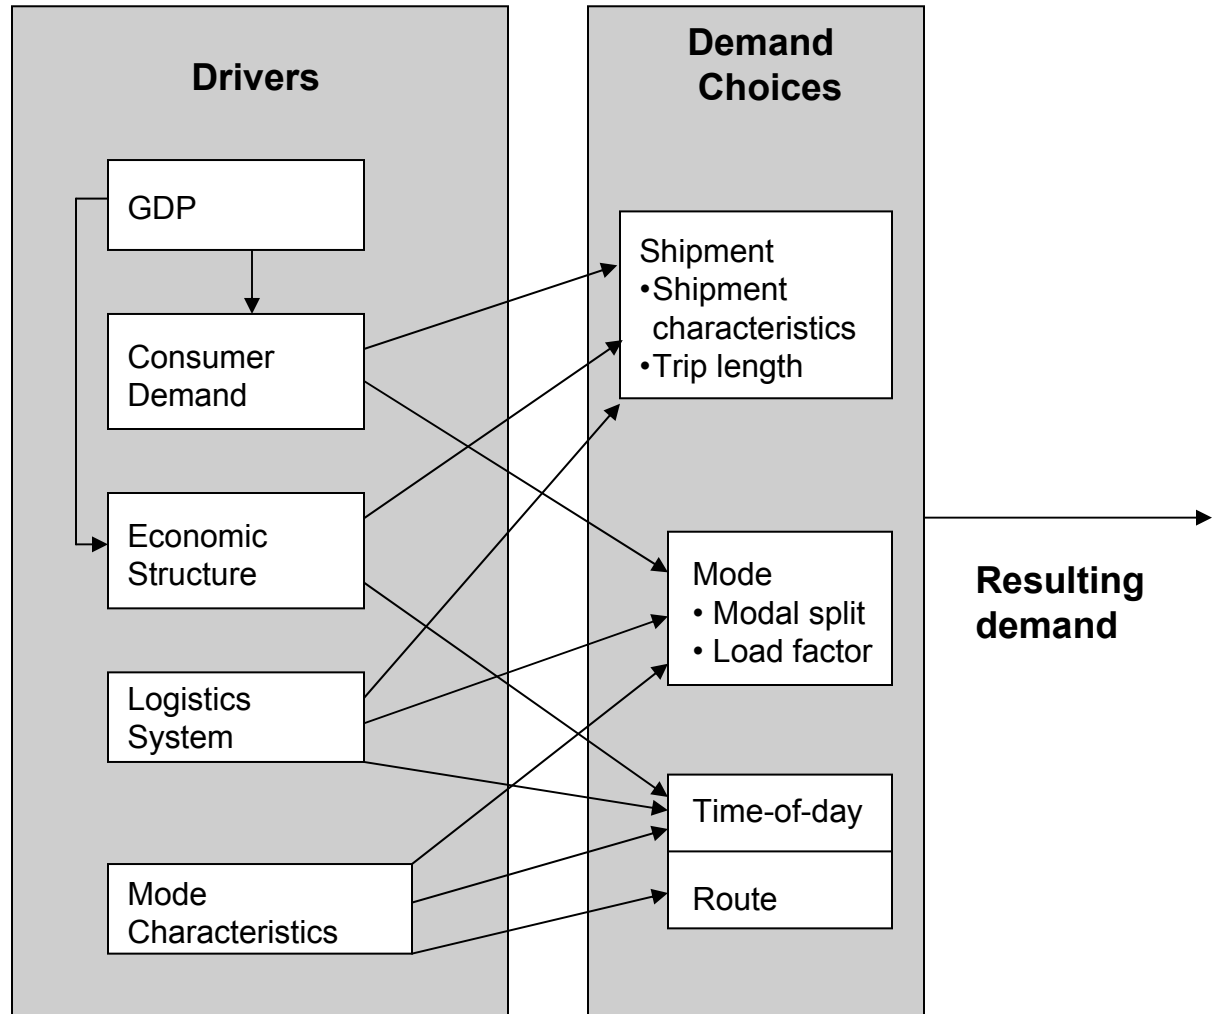 Drivers
GDP
Consumer
Demand
Economic
Structure
Logistics
System
Mode
Characteristics
Demand
Choices
Shipment
•Shipment
characteristics
•Trip length
Mode
• Modal split
• Load factor
Time-of-day
Route
Resulting
demand